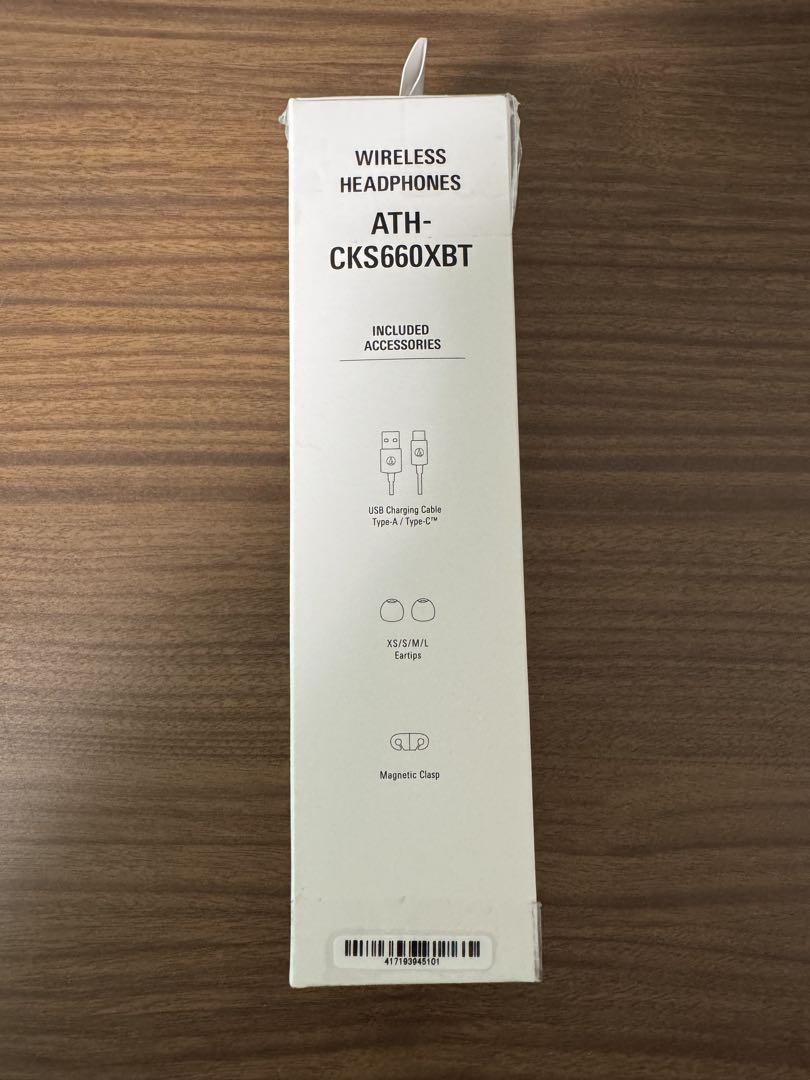 WIRELESS
HEADPHONES
ATH-
CKS660XBT
INCLUDED
ACCESSORIES
USB Charging Cable
Type-A / Type-C™
XS/S/M/L
Eartips
Magnetic Clasp
417193945101